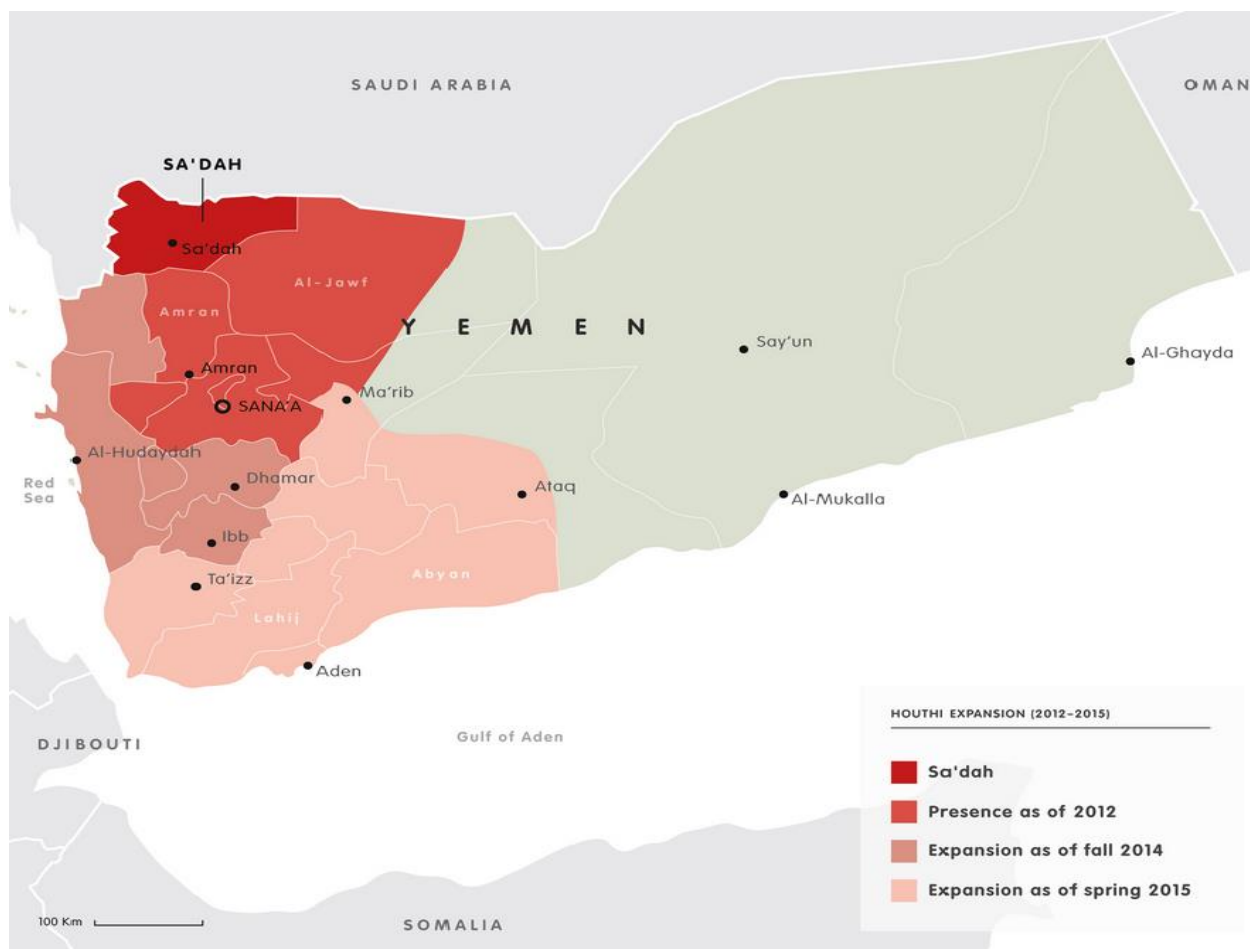 SAUDI ARABIA
OMAN
SA'DAH
Sa'dah
Al-Jawf
Amran
YEMEN
Say'un
Al-Ghayda
Amran
Ma'rib
SANA'A
Al-Hudaydah
Red
Sea
Dhamar
Ataq
Al-Mukalla
Ibb
Ta'izz
Abyan
Lahij
Aden
Gulf of Aden
DJIBOUTI
HOUTHI EXPANSION (2012–2015)
Sa'dah
Presence as of 2012
Expansion as of fall 2014
Expansion as of spring 2015
100 Km
SOMALIA